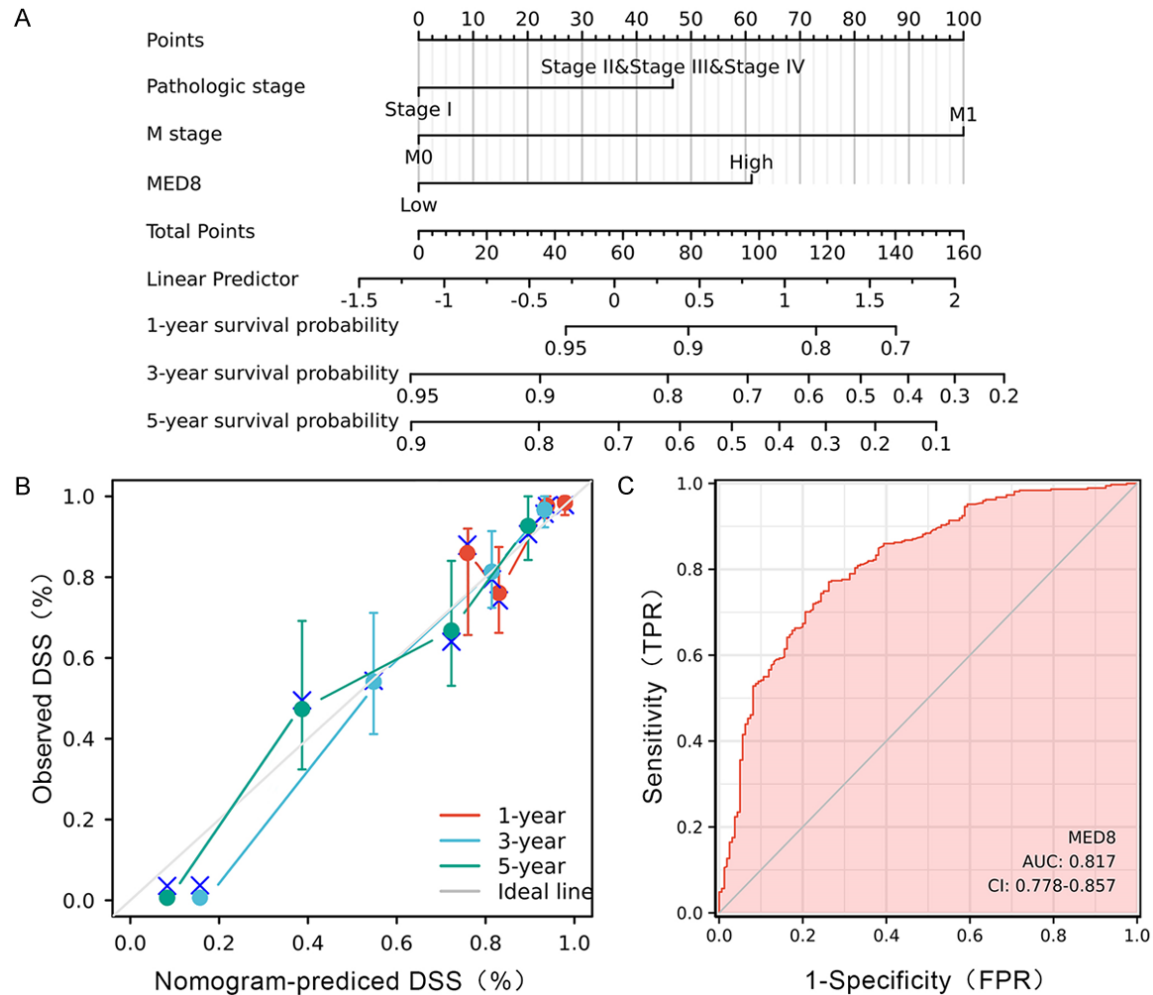 A
0 10 20 30 40 50 60 70 80 90 100
Points
Stage II&Stage III&Stage IV
Pathologic stage
Stage I
M1
M stage
M0
High
MED8
Low
Total Points
0 20 40 60 80 100 120 140 160
Linear Predictor
-1.5 -1 -0.5 0 0.5 1 1.5 2
1-year survival probability
0.95 0.9 0.8 0.7
3-year survival probability
0.95 0.9 0.8 0.7 0.6 0.5 0.4 0.3 0.2
5-year survival probability
0.9 0.8 0.7 0.6 0.5 0.4 0.3 0.2 0.1
B
Observed DSS (%)
1.0
0.8
0.6
0.4
0.2
0.0
1-year
3-year
5-year
Ideal line
0.0 0.2 0.4 0.6 0.8 1.0
Nomogram-prediced DSS (%)
C
Sensitivity (TPR)
1.0
0.8
0.6
0.4
0.2
0.0
MED8
AUC: 0.817
CI: 0.778-0.857
0.0 0.2 0.4 0.6 0.8 1.0
1-Specificity (FPR)